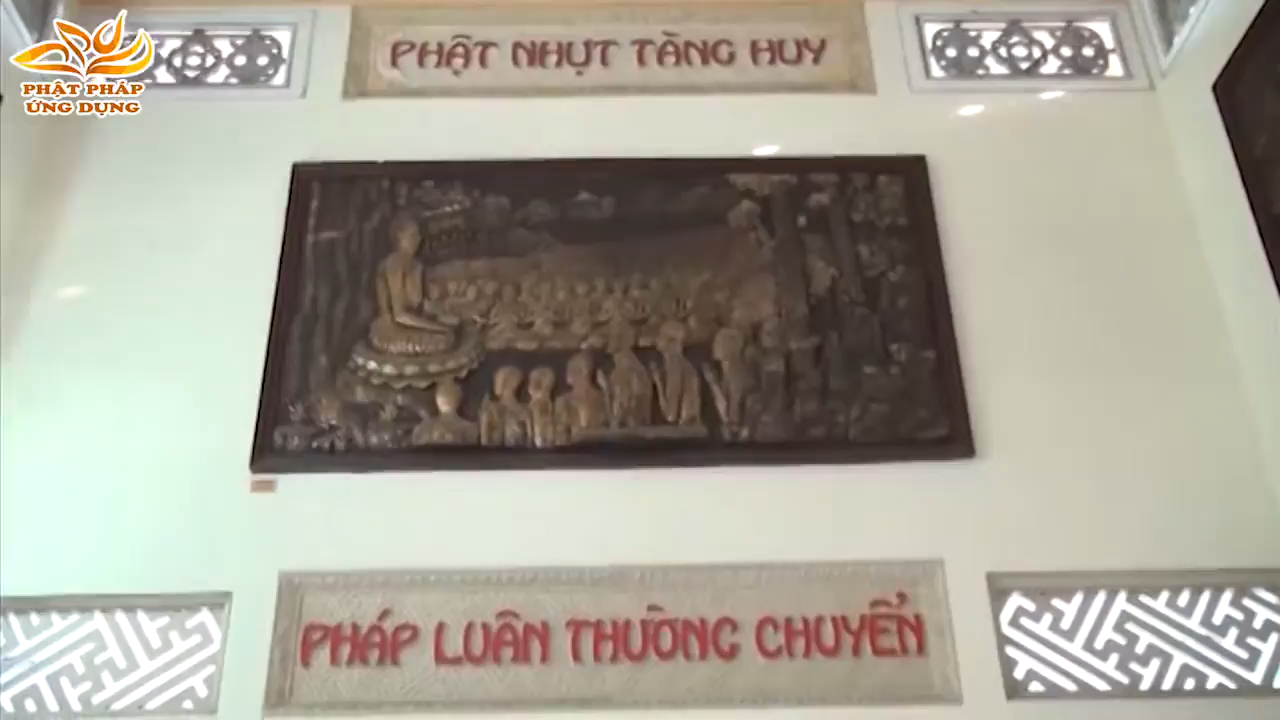 PHẬT NHỰT TĂNG HUY
PHẬT PHÁP
ỨNG DỤNG
PHÁP LUÂN THƯỜNG CHUYỂN